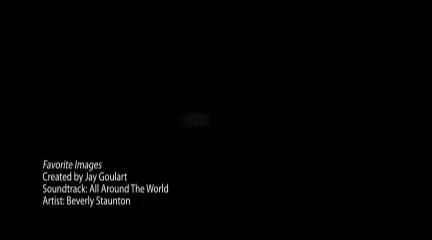 Favorite Images
Created by Jay Goulart
Soundtrack: All Around The World
Artist: Beverly Staunton